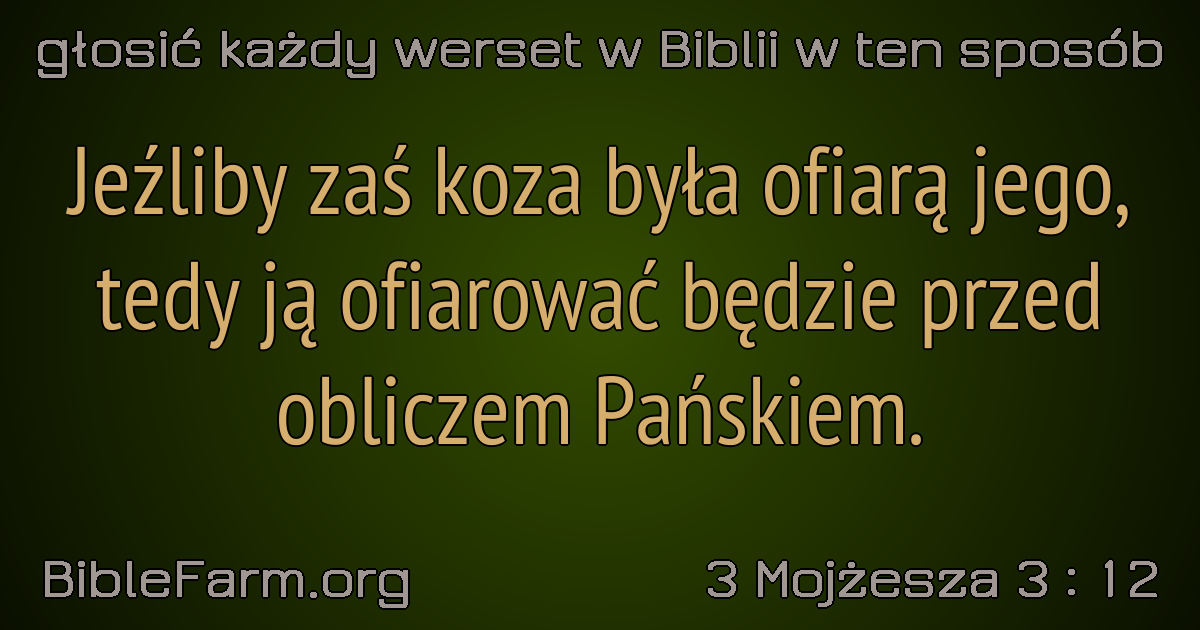 głosić każdy werset w Biblii w ten sposób
Jeźliby zaś koza była ofiarą jego,
tedy ją ofiarować będzie przed
obliczem Pańskiem.
BibleFarm.org
3 Mojżesza 3 : 12